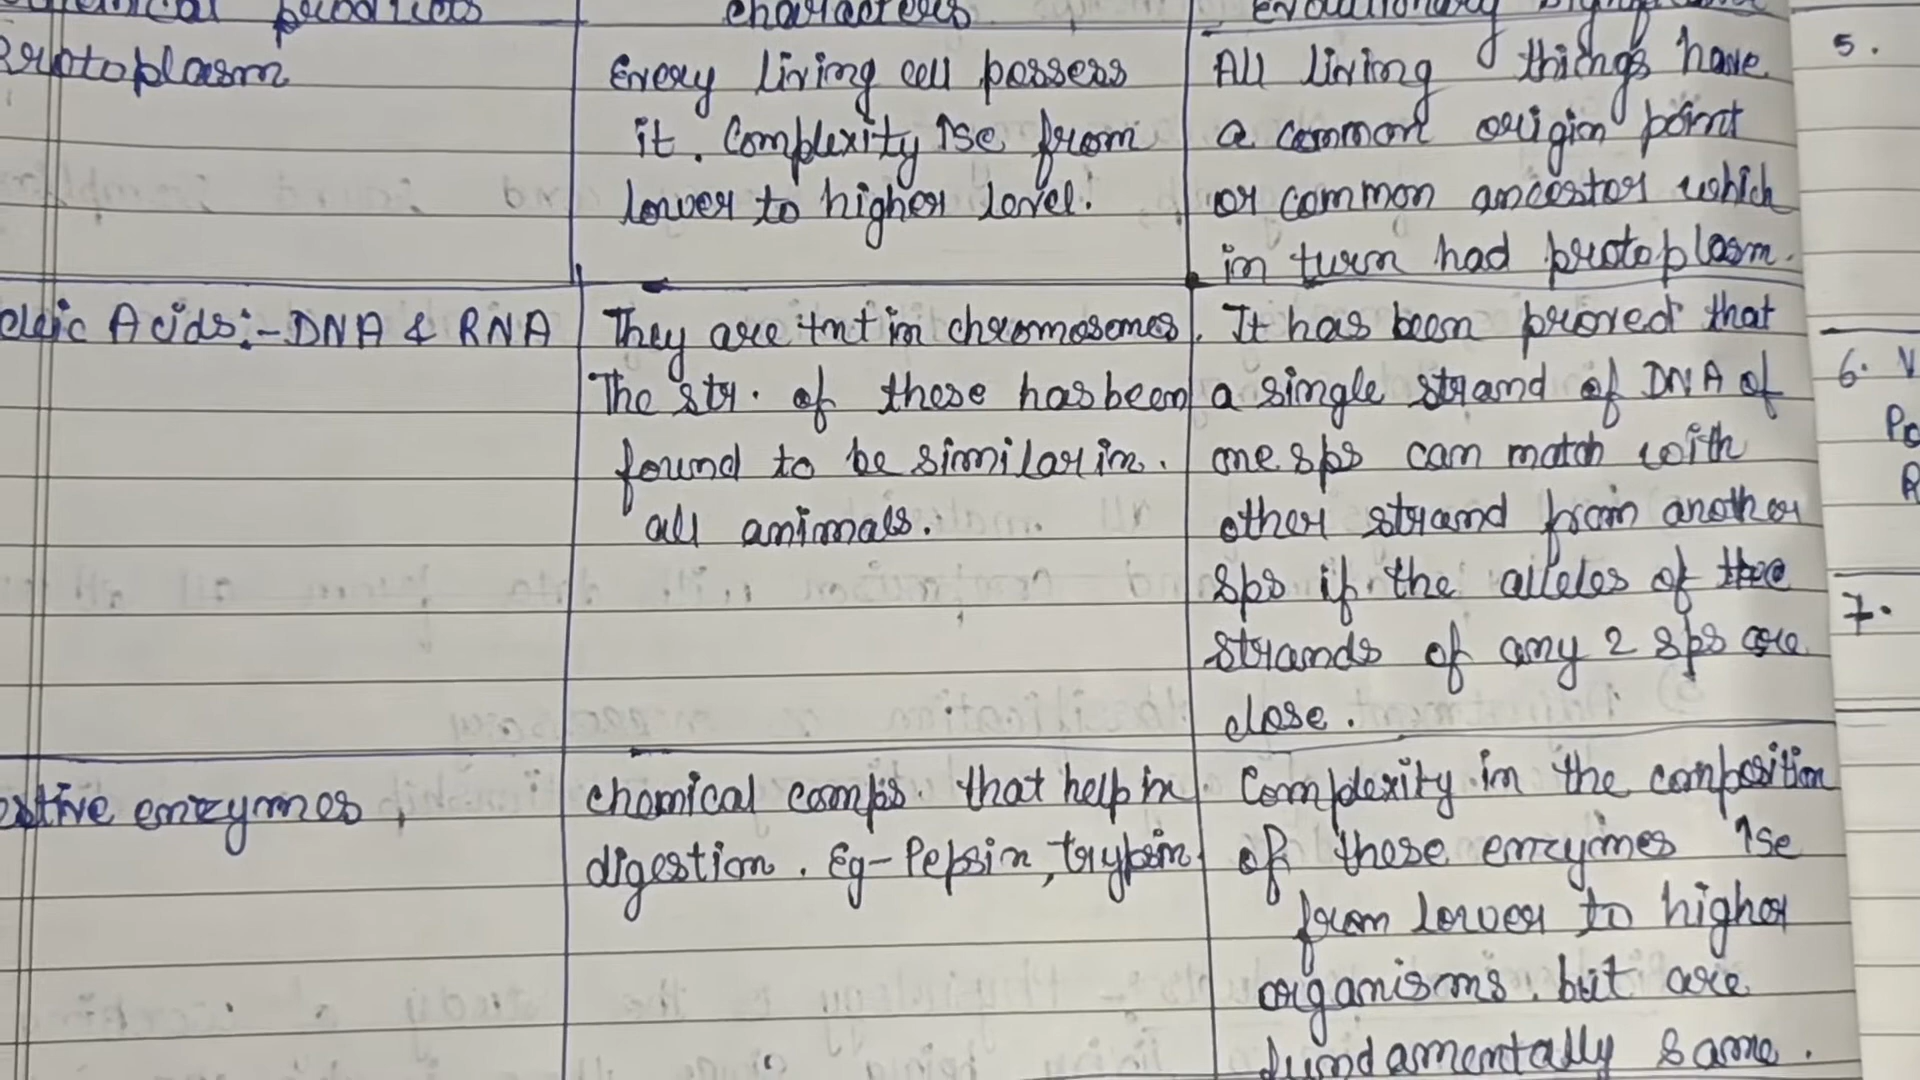 characters
Protoplasm
Every living cell possess
it. Complexity ↑se from
lower to higher level.
All living things have
a common origin point
or common ancestor which
in turn had protoplasm.
cleic Acids:- DNA & RNA
They are tnt in chromosomes.
The str. of these has been
found to be similar in.
all animals.
It has been proved that
a single strand of DNA of
one sps can match with
other strand from another
sps if the alleles of the
strands of any 2 sps are
close.
estive enzymes,
chemical comps. that help in
digestion. Eg- Pepsin, trypsin.
Complexity in the composition
of these enzymes ↑se
from lower to higher
organisms. but are
fundamentally same.
5.
6.
7.